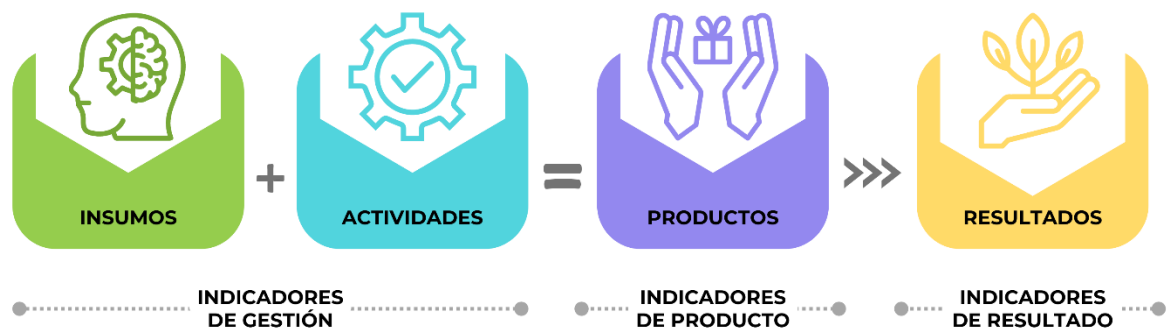 INSUMOS
+
ACTIVIDADES
=
PRODUCTOS
RESULTADOS
INDICADORES
DE GESTIÓN
INDICADORES
DE PRODUCTO
INDICADORES
DE RESULTADO